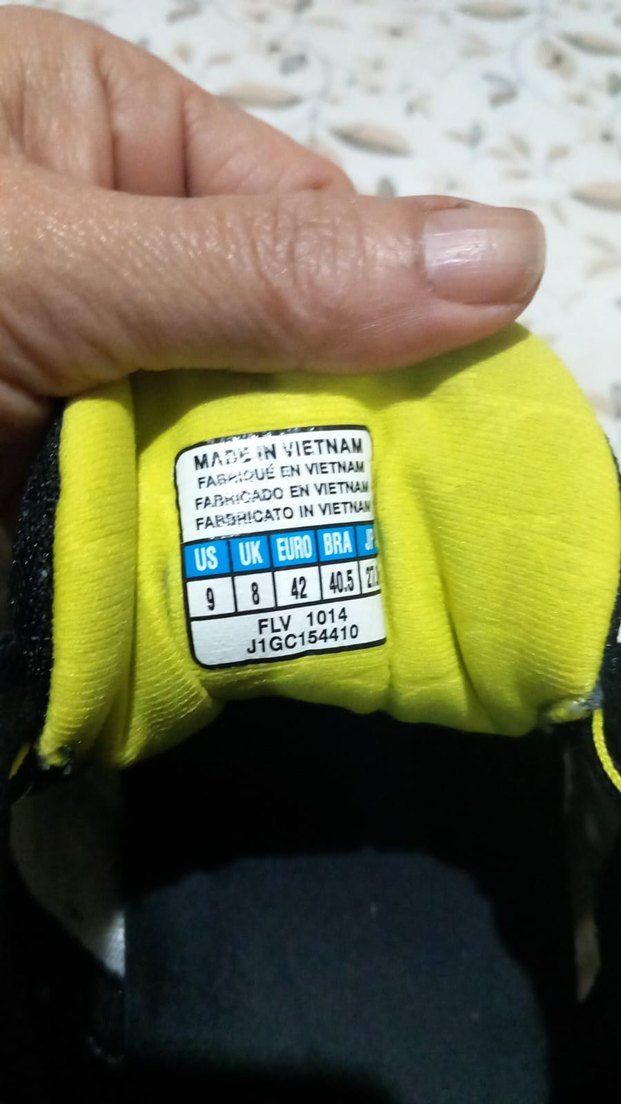 MADE IN VIETNAM
FABRIQUÉ EN VIETNAM
FABRICADO EN VIETNAM
FABBRICATO IN VIETNAM
US UK EURO BRA
9 8 42 40.5
FLV 1014
J1GC154410